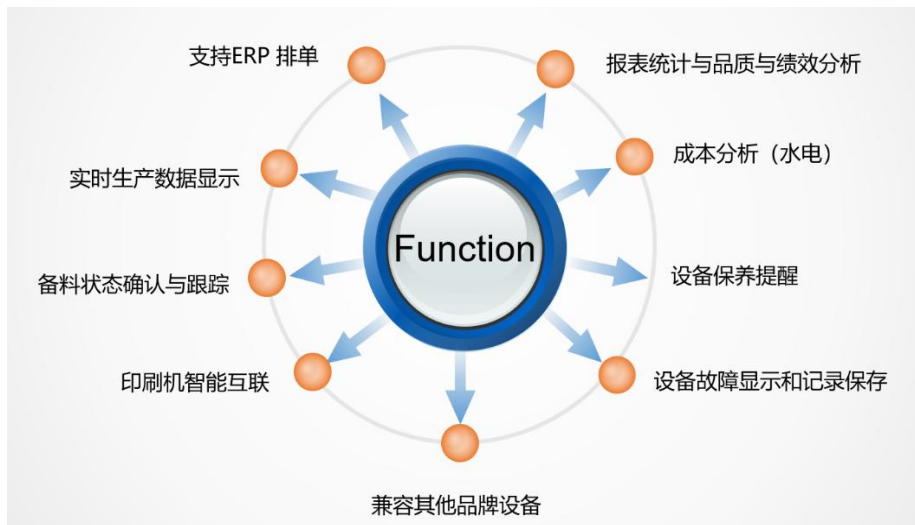 支持ERP 排单
报表统计与品质与绩效分析
成本分析（水电）
实时生产数据显示
Function
备料状态确认与跟踪
设备保养提醒
印刷机智能互联
设备故障显示和记录保存
兼容其他品牌设备